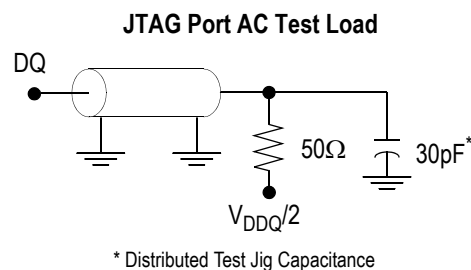 JTAG Port AC Test Load
DQ
50Ω
30pF*
VDDQ/2
* Distributed Test Jig Capacitance